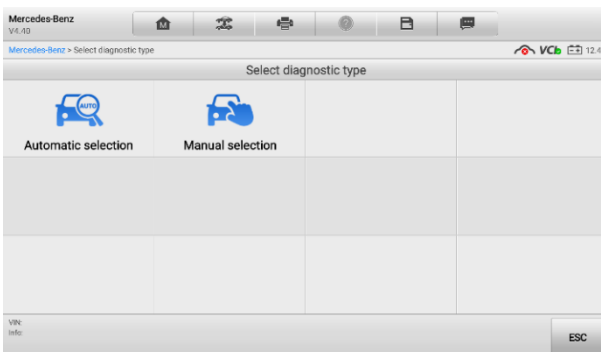 Mercedes-Benz
V4.40
M
Mercedes-Benz > Select diagnostic type
VCI
12.4
Select diagnostic type
AUTO
Automatic selection
Manual selection
VIN:
Info:
ESC